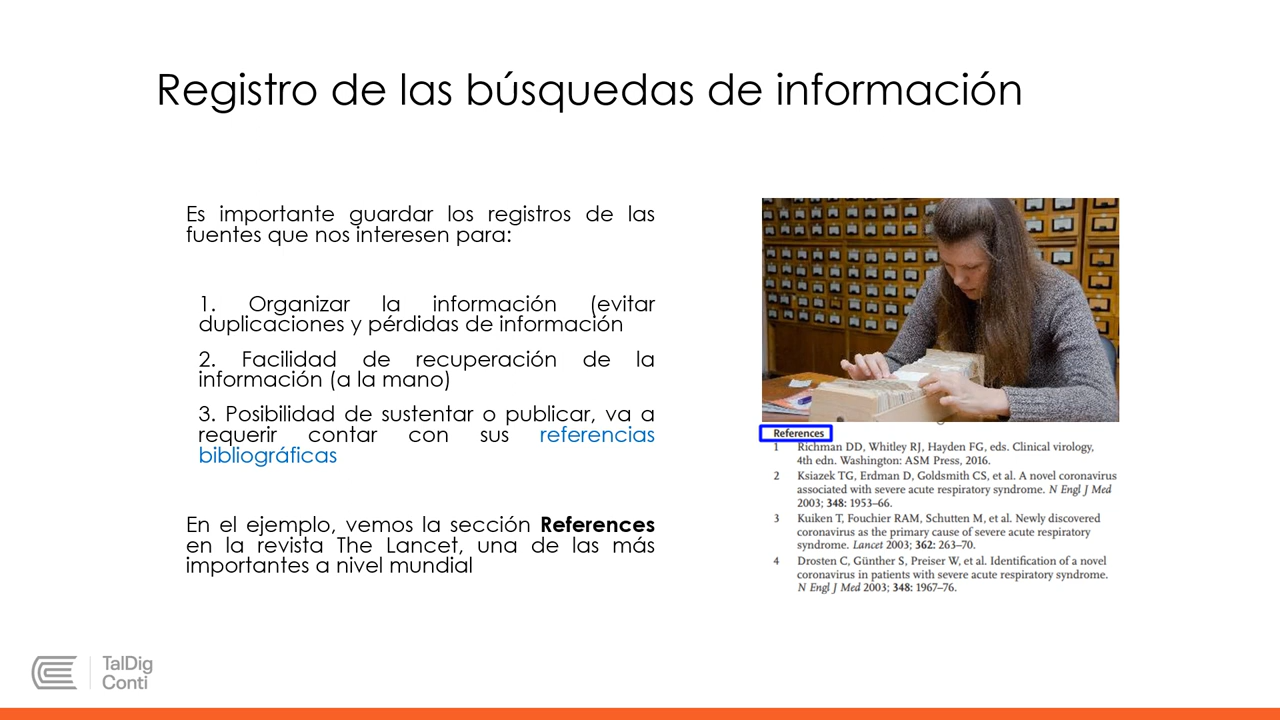 Registro de las búsquedas de información
Es importante guardar los registros de las
fuentes que nos interesen para:
1. Organizar la información (evitar
duplicaciones y pérdidas de información
2. Facilidad de recuperación de la
información (a la mano)
3. Posibilidad de sustentar o publicar, va a
requerir contar con sus referencias
bibliográficas
En el ejemplo, vemos la sección References
en la revista The Lancet, una de las más
importantes a nivel mundial
References
1 Richman DD, Whitley RJ, Hayden FG, eds. Clinical virology,
4th edn. Washington: ASM Press, 2016.
2 Ksiazek TG, Erdman D, Goldsmith CS, et al. A novel coronavirus
associated with severe acute respiratory syndrome. N Engl J Med
2003; 348: 1953–66.
3 Kuiken T, Fouchier RAM, Schutten M, et al. Newly discovered
coronavirus as the primary cause of severe acute respiratory
syndrome. Lancet 2003; 362: 263–70.
4 Drosten C, Günther S, Preiser W, et al. Identification of a novel
coronavirus in patients with severe acute respiratory syndrome.
N Engl J Med 2003; 348: 1967–76.
TalDig
Conti